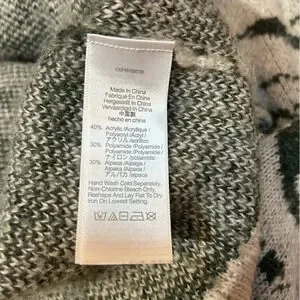 Made In China
Fabriqué En China
Hergestellt In China
Vervaardigd In China
中国製
hecho en china
40% Acrylic/Acrylique/
Polyacryl/Acryl/
アクリル/acrílico
30% Polyamide/Polyamide/
Polyamid/Polyamide/
ナイロン/poliamida
30% Alpaca/Alpaga/
Alpaka/Alpaca/
アルパカ/alpaca
Hand Wash Cold Separately.
Non-Chlorine Bleach Only.
Reshape And Lay Flat To Dry.
Iron On Lowest Setting.